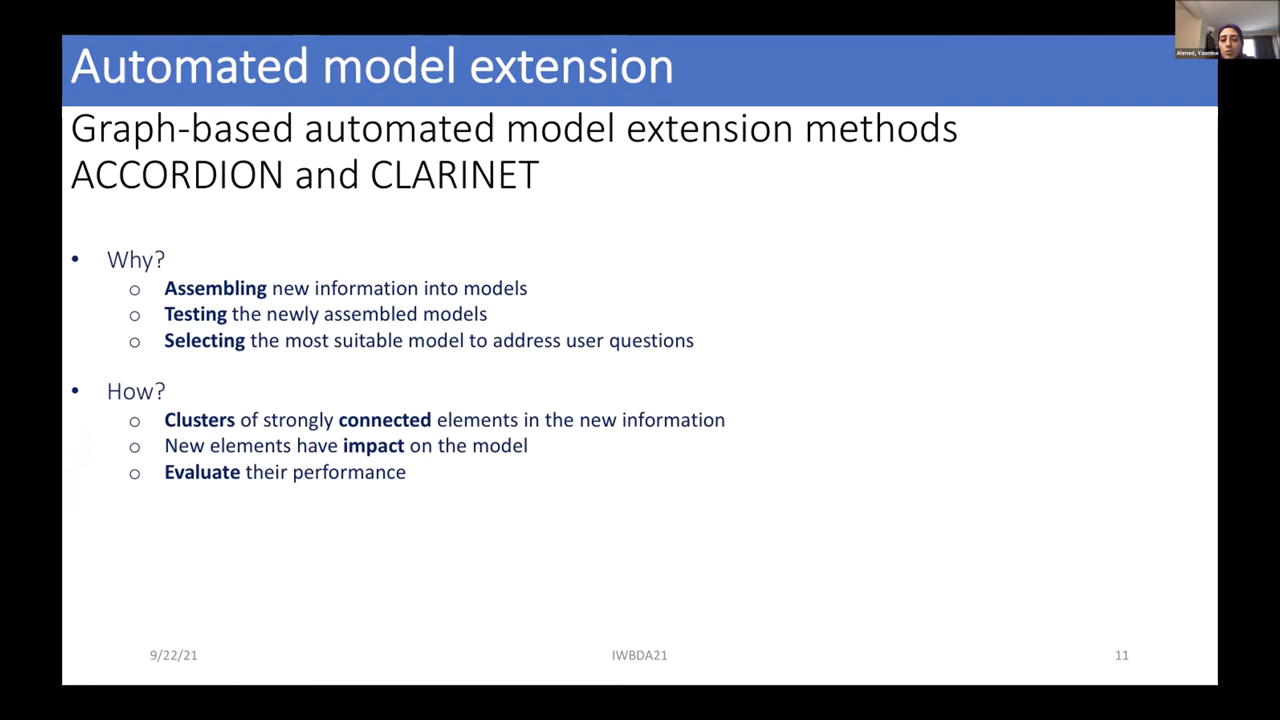 Automated model extension
Ahmed, Yasmine
Graph-based automated model extension methods
ACCORDION and CLARINET
• Why?
o Assembling new information into models
o Testing the newly assembled models
o Selecting the most suitable model to address user questions
• How?
o Clusters of strongly connected elements in the new information
o New elements have impact on the model
o Evaluate their performance
9/22/21 IWBDA21 11